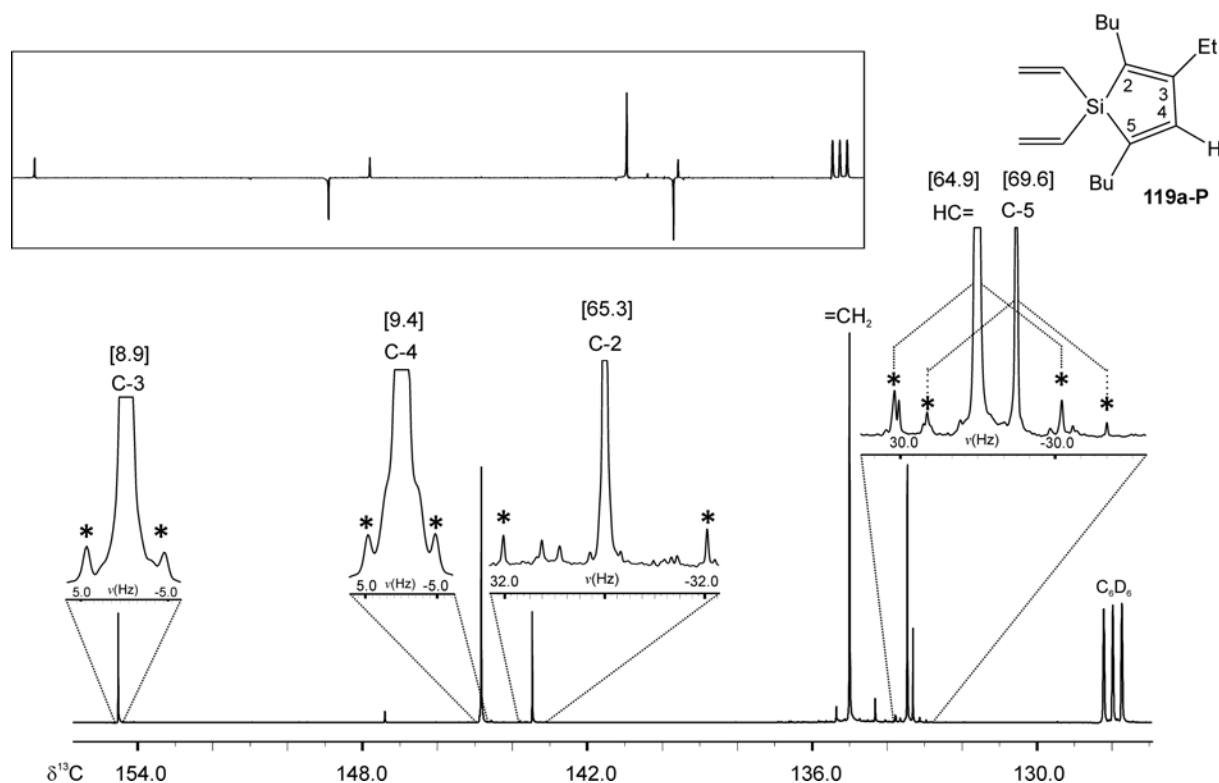 Bu
Et
2
3
Si
4
5
H
Bu
119a-P
[64.9] [69.6]
HC= C-5
[8.9]
C-3
[9.4]
C-4
[65.3]
C-2
=CH2
* * * *
30.0 ν(Hz) -30.0
* *
5.0 ν(Hz) -5.0
* *
5.0 ν(Hz) -5.0
* *
32.0 ν(Hz) -32.0
C6D6
δ13C 154.0 148.0 142.0 136.0 130.0